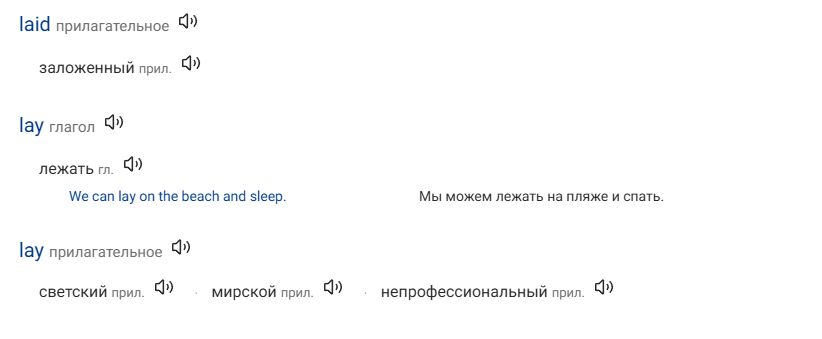 laid прилагательное
заложенный прил.
lay глагол
лежать гл.
We can lay on the beach and sleep. Мы можем лежать на пляже и спать.
lay прилагательное
светский прил. · мирской прил. · непрофессиональный прил.